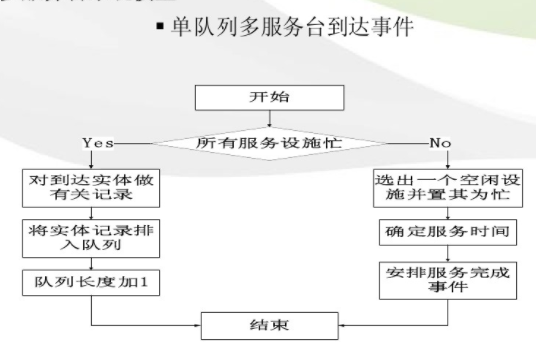 ▪ 单队列多服务台到达事件
开始
Yes
所有服务设施忙
No
对到达实体做
有关记录
将实体记录排
入队列
队列长度加1
选出一个空闲设
施并置其为忙
确定服务时间
安排服务完成
事件
结束